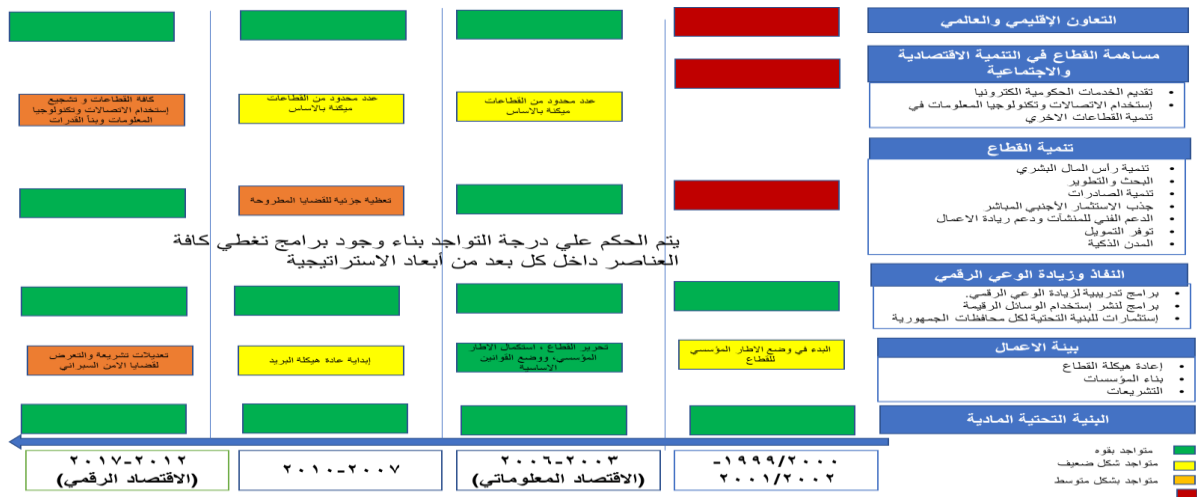 التعاون الإقليمي والعالمي
مساهمة القطاع في التنمية الاقتصادية
والاجتماعية
تقديم الخدمات الحكومية الكترونيا
إستخدام الاتصالات وتكنولوجيا المعلومات في
تنمية القطاعات الاخري
عدد محدود من القطاعات
ميكنة بالاساس
عدد محدود من القطاعات
ميكنة بالاساس
كافة القطاعات و تشجيع
إستخدام الاتصالات وتكنولوجيا
المعلومات وبنأ القدرات
تنمية القطاع
تنمية رأس المال البشري
البحث والتطوير
تنمية الصادرات
جذب الاستثمار الأجنبي المباشر
الدعم الفني للمنشآت ودعم ريادة الاعمال
توفر التمويل
المدن الذكية
تغطية جزئية للقضايا المطروحة
يتم الحكم علي درجة التواجد بناء وجود برامج تغطي كافة
العناصر داخل كل بعد من أبعاد الاستراتيجية
النفاذ وزيادة الوعي الرقمي
برامج تدريبية لزيادة الوعي الرقمي.
برامج لنشر إستخدام الوسائل الرقيمة
إستثمارات للبنية التحتية لكل محافظات الجمهورية
بيئة الاعمال
إعادة هيكلة القطاع
بناء المؤسسات
التشريعات
البدء في وضع الاطار المؤسسي
للقطاع
تحرير القطاع ، استكمال الاطار
المؤسسي، ووضع القوانين
الاساسية
إبداية عادة هيكلة البريد
تعديلات تشريعة والتعرض
لقضايا الامن السبراني
البنية التحتية المادية
١٩٩٩/٢٠٠٠-
٢٠٠١/٢٠٠٢
٢٠٠٣-٢٠٠٦
(الاقتصاد المعلوماتي)
٢٠٠٧-٢٠١٠
٢٠١٢-٢٠١٧
(الاقتصاد الرقمي)
متواجد بقوه
متواجد شكل ضعيف
متواجد بشكل متوسط